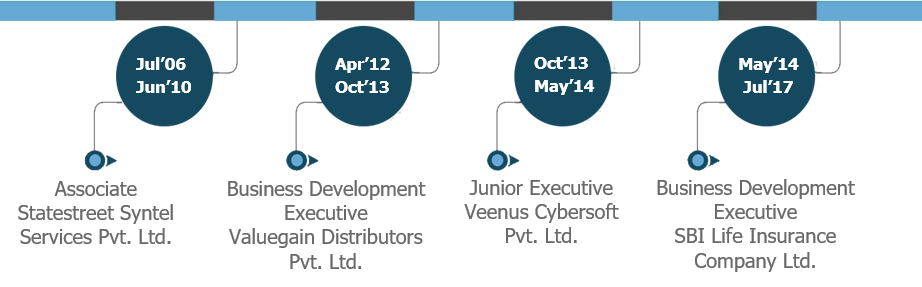 Jul’06
Jun’10
Associate
Statestreet Syntel
Services Pvt. Ltd.
Apr’12
Oct’13
Business Development
Executive
Valuegain Distributors
Pvt. Ltd.
Oct’13
May’14
Junior Executive
Veenus Cybersoft
Pvt. Ltd.
May’14
Jul’17
Business Development
Executive
SBI Life Insurance
Company Ltd.